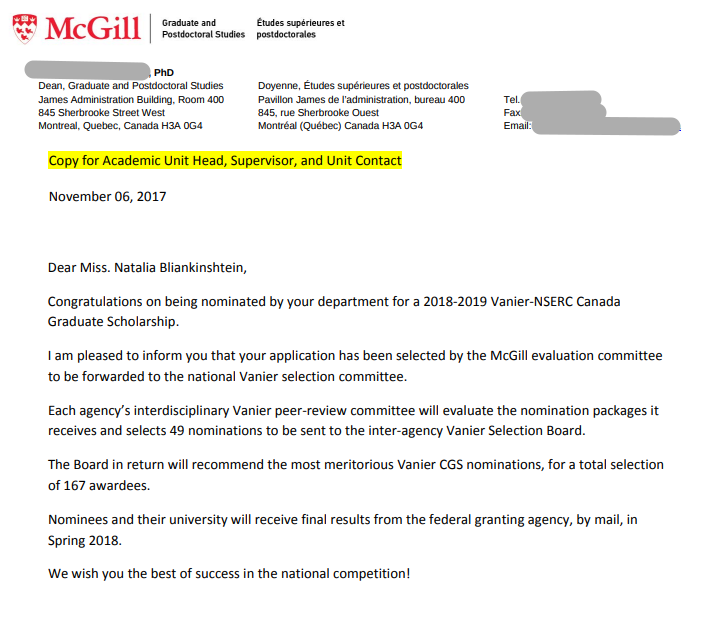 McGill
Graduate and
Postdoctoral Studies
Études supérieures et
postdoctorales
, PhD
Dean, Graduate and Postdoctoral Studies
James Administration Building, Room 400
845 Sherbrooke Street West
Montreal, Quebec, Canada H3A 0G4
Doyenne, Études supérieures et postdoctorales
Pavillon James de l'administration, bureau 400
845, rue Sherbrooke Ouest
Montréal (Québec) Canada H3A 0G4
Tel.
Fax
Email:
Copy for Academic Unit Head, Supervisor, and Unit Contact
November 06, 2017
Dear Miss. Natalia Bliankinshtein,
Congratulations on being nominated by your department for a 2018-2019 Vanier-NSERC Canada
Graduate Scholarship.
I am pleased to inform you that your application has been selected by the McGill evaluation committee
to be forwarded to the national Vanier selection committee.
Each agency's interdisciplinary Vanier peer-review committee will evaluate the nomination packages it
receives and selects 49 nominations to be sent to the inter-agency Vanier Selection Board.
The Board in return will recommend the most meritorious Vanier CGS nominations, for a total selection
of 167 awardees.
Nominees and their university will receive final results from the federal granting agency, by mail, in
Spring 2018.
We wish you the best of success in the national competition!